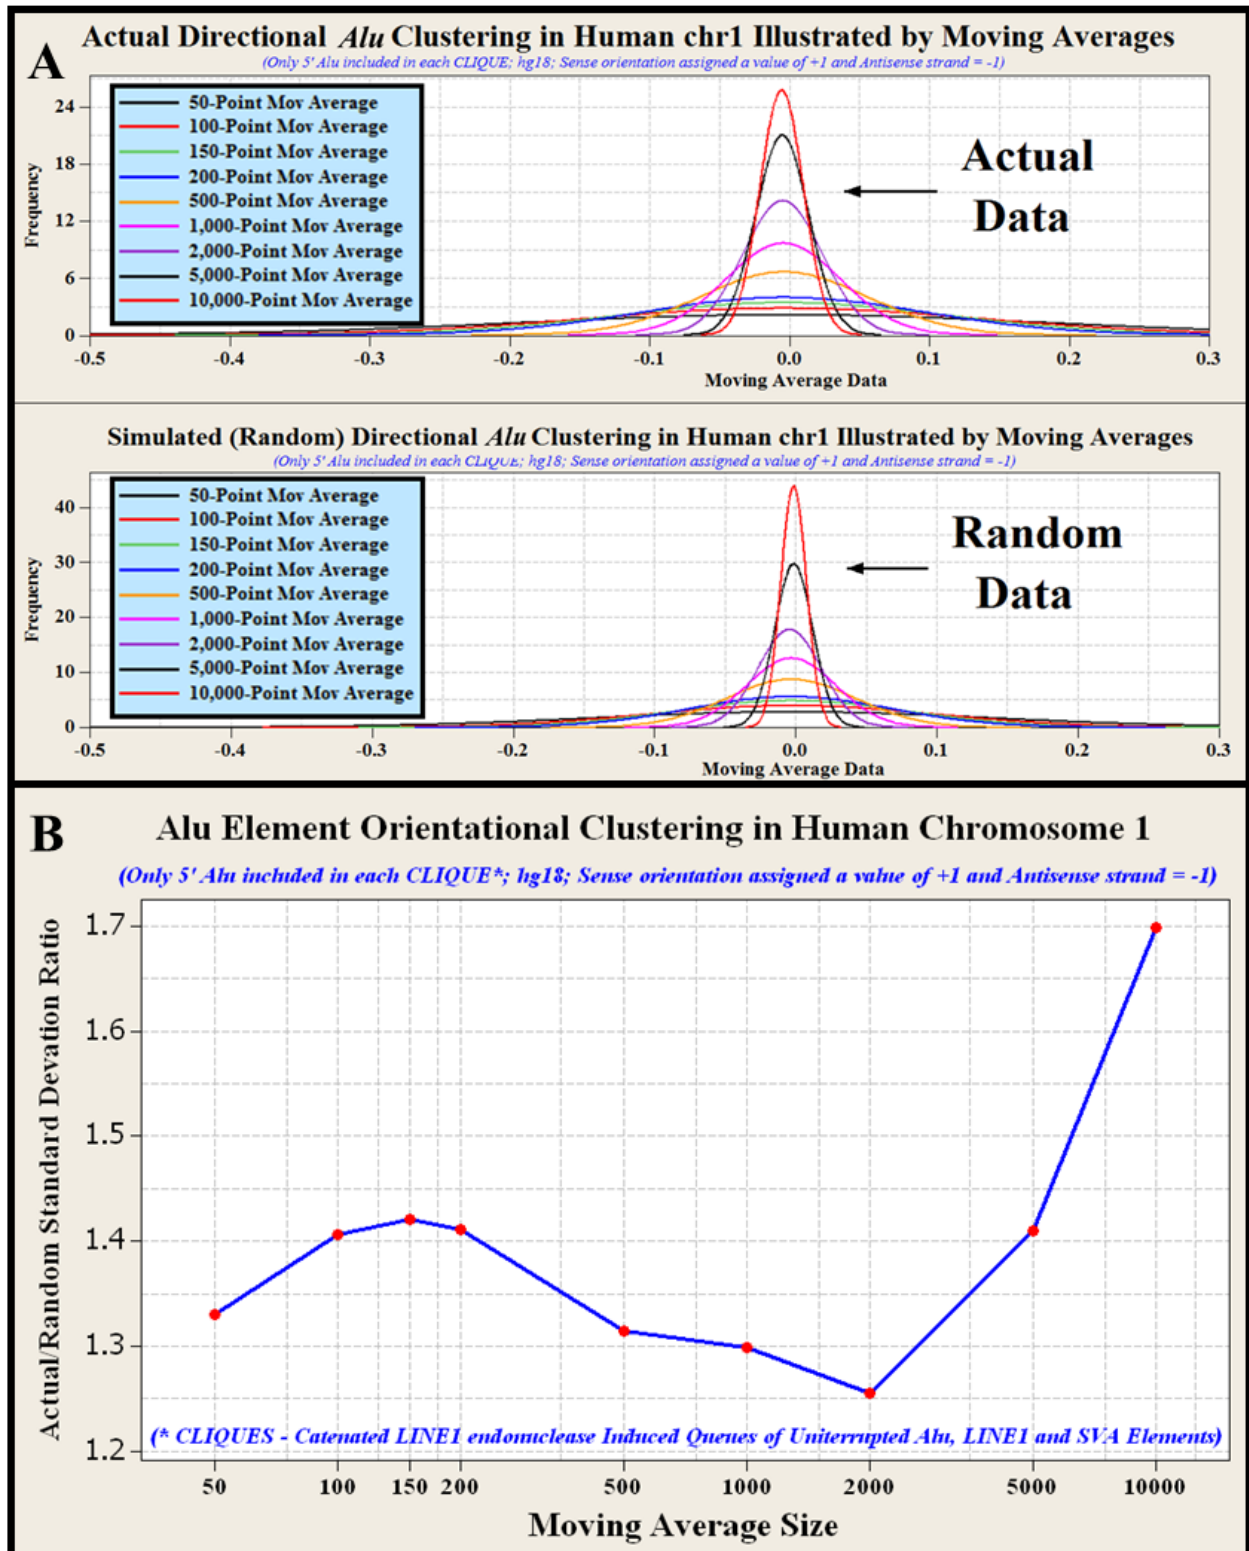 A
Actual Directional Alu Clustering in Human chr1 Illustrated by Moving Averages
(Only 5' Alu included in each CLIQUE; hg18; Sense orientation assigned a value of +1 and Antisense strand = -1)
Frequency
24
18
12
6
0
50-Point Mov Average
100-Point Mov Average
150-Point Mov Average
200-Point Mov Average
500-Point Mov Average
1,000-Point Mov Average
2,000-Point Mov Average
5,000-Point Mov Average
10,000-Point Mov Average
Actual
Data
-0.5 -0.4 -0.3 -0.2 -0.1 0.0 0.1 0.2 0.3
Moving Average Data
Simulated (Random) Directional Alu Clustering in Human chr1 Illustrated by Moving Averages
(Only 5' Alu included in each CLIQUE; hg18; Sense orientation assigned a value of +1 and Antisense strand = -1)
Frequency
40
30
20
10
0
50-Point Mov Average
100-Point Mov Average
150-Point Mov Average
200-Point Mov Average
500-Point Mov Average
1,000-Point Mov Average
2,000-Point Mov Average
5,000-Point Mov Average
10,000-Point Mov Average
Random
Data
-0.5 -0.4 -0.3 -0.2 -0.1 0.0 0.1 0.2 0.3
Moving Average Data
B
Alu Element Orientational Clustering in Human Chromosome 1
(Only 5' Alu included in each CLIQUE*; hg18; Sense orientation assigned a value of +1 and Antisense strand = -1)
Actual/Random Standard Devation Ratio
1.7
1.6
1.5
1.4
1.3
1.2
(* CLIQUES - Catenated LINE1 endonuclease Induced Queues of Uniterrupted Alu, LINE1 and SVA Elements)
50 100 150 200 500 1000 2000 5000 10000
Moving Average Size